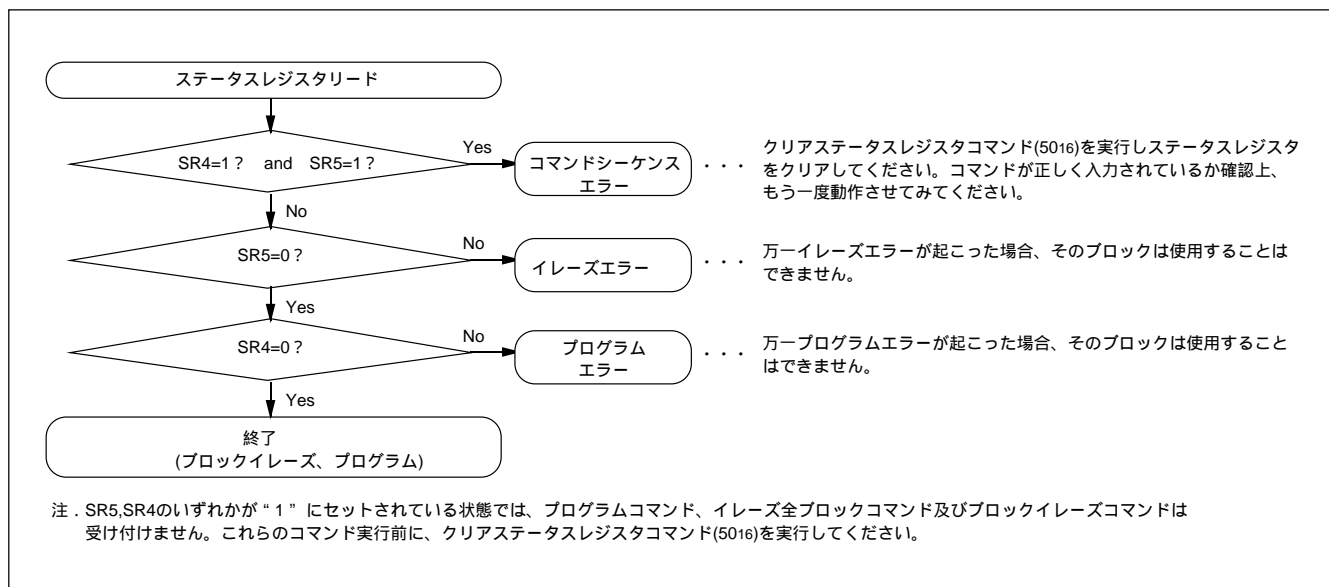 ステータスレジスタリード
SR4=1? and SR5=1?
Yes
コマンドシーケンス
エラー
・・・
クリアステータスレジスタコマンド(5016)を実行しステータスレジスタ
をクリアしてください。コマンドが正しく入力されているか確認上、
もう一度動作させてみてください。
No
SR5=0?
No
イレーズエラー
・・・
万一イレーズエラーが起こった場合、そのブロックは使用することは
できません。
Yes
SR4=0?
No
プログラム
エラー
・・・
万一プログラムエラーが起こった場合、そのブロックは使用すること
はできません。
Yes
終了
(ブロックイレーズ、プログラム)
注．SR5,SR4のいずれかが“1”にセットされている状態では、プログラムコマンド、イレーズ全ブロックコマンド及びブロックイレーズコマンドは
受け付けません。これらのコマンド実行前に、クリアステータスレジスタコマンド(5016)を実行してください。